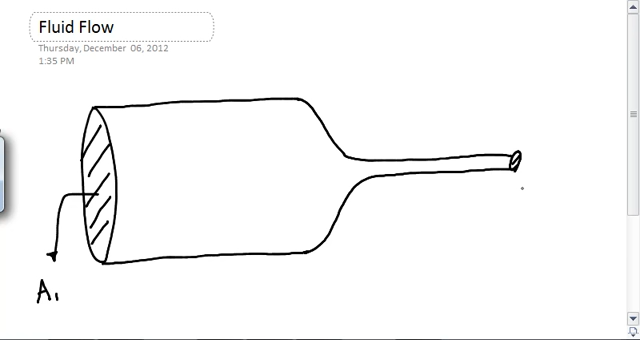 Fluid Flow
Thursday, December 06, 2012
1:35 PM
A₁